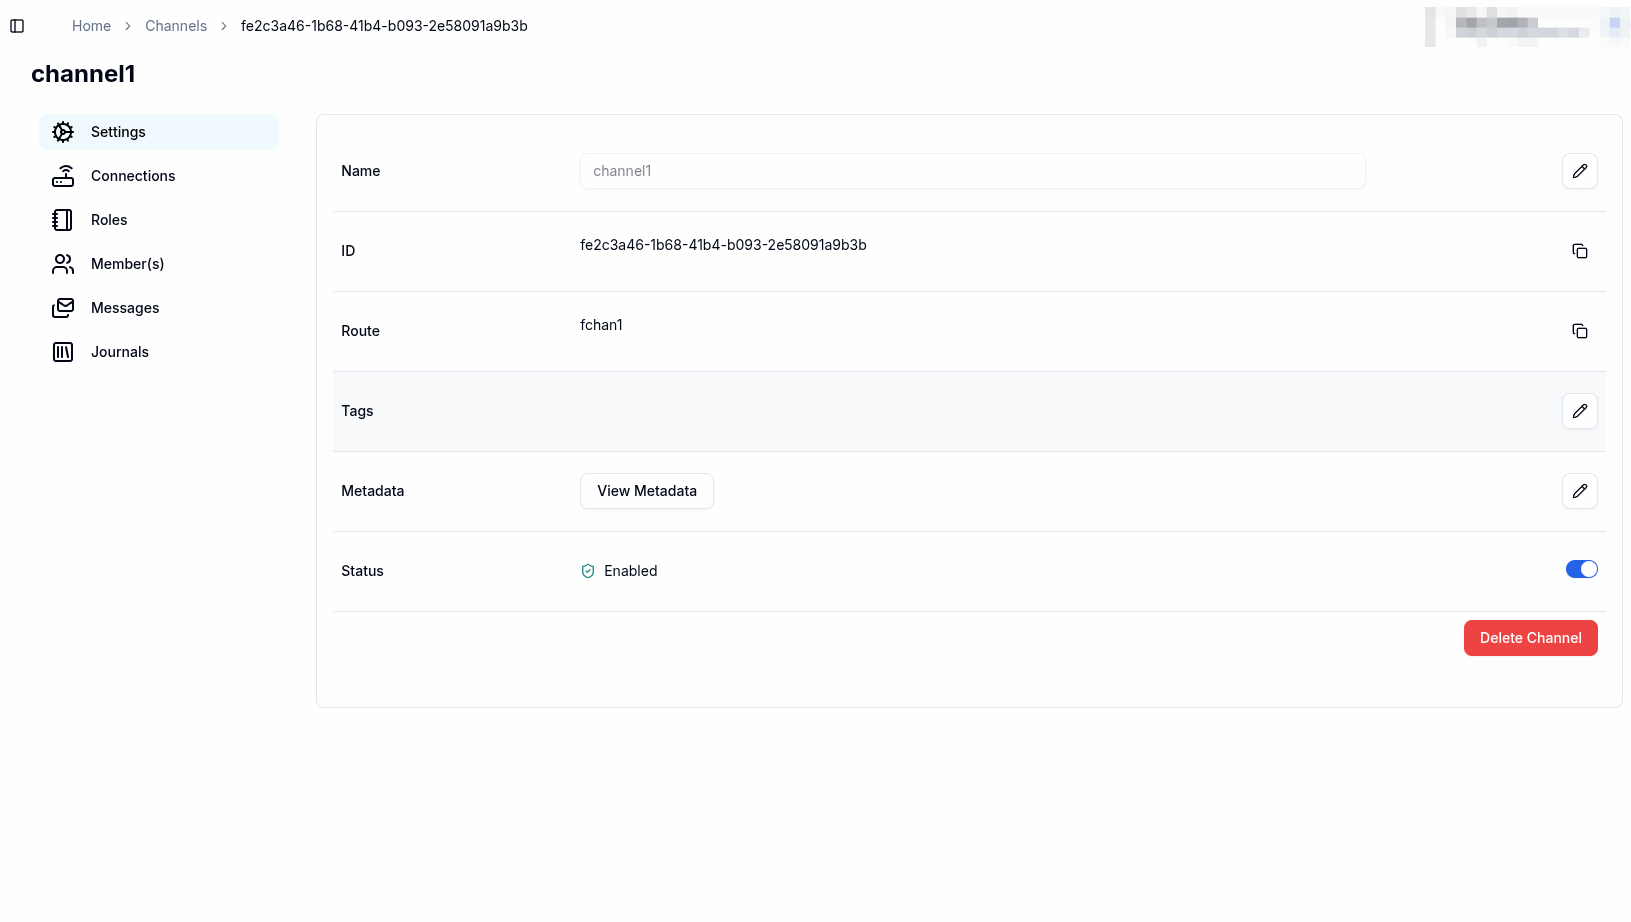 Home > Channels > fe2c3a46-1b68-41b4-b093-2e58091a9b3b
channel1
Settings
Connections
Roles
Member(s)
Messages
Journals
Name
channel1
ID
fe2c3a46-1b68-41b4-b093-2e58091a9b3b
Route
fchan1
Tags
Metadata
View Metadata
Status
Enabled
Delete Channel